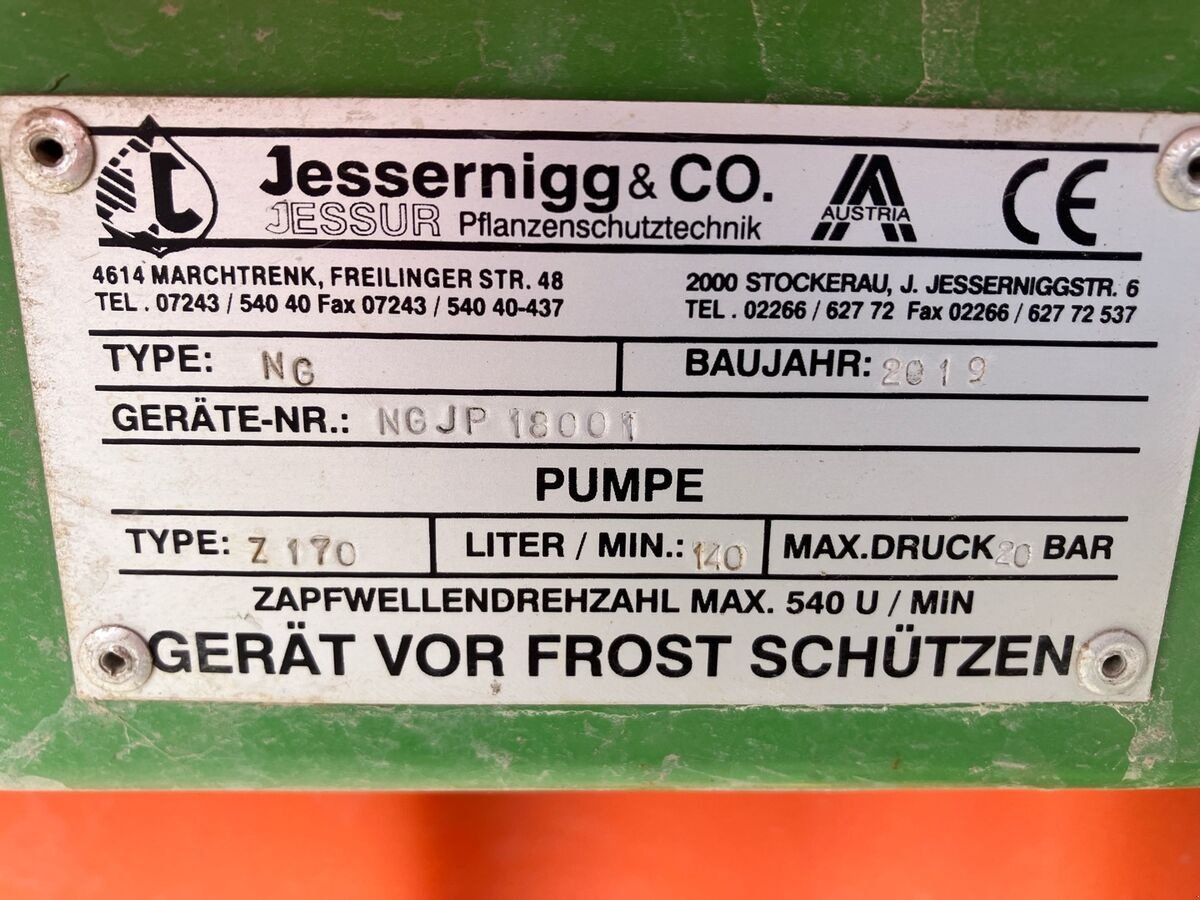 Jessernigg & CO.
JESSUR Pflanzenschutztechnik
AUSTRIA
CE
4614 MARCHTRENK, FREILINGER STR. 48
TEL. 07243 / 540 40 Fax 07243 / 540 40-437
2000 STOCKERAU, J. JESSERNIGGSTR. 6
TEL. 02266 / 627 72 Fax 02266 / 627 72 537
TYPE: NG BAUJAHR: 2019
GERÄTE-NR.: NGJP 18001
PUMPE
TYPE: Z 170 LITER / MIN.: 140 MAX.DRUCK 20 BAR
ZAPFWELLENDREHZAHL MAX. 540 U / MIN
GERÄT VOR FROST SCHÜTZEN